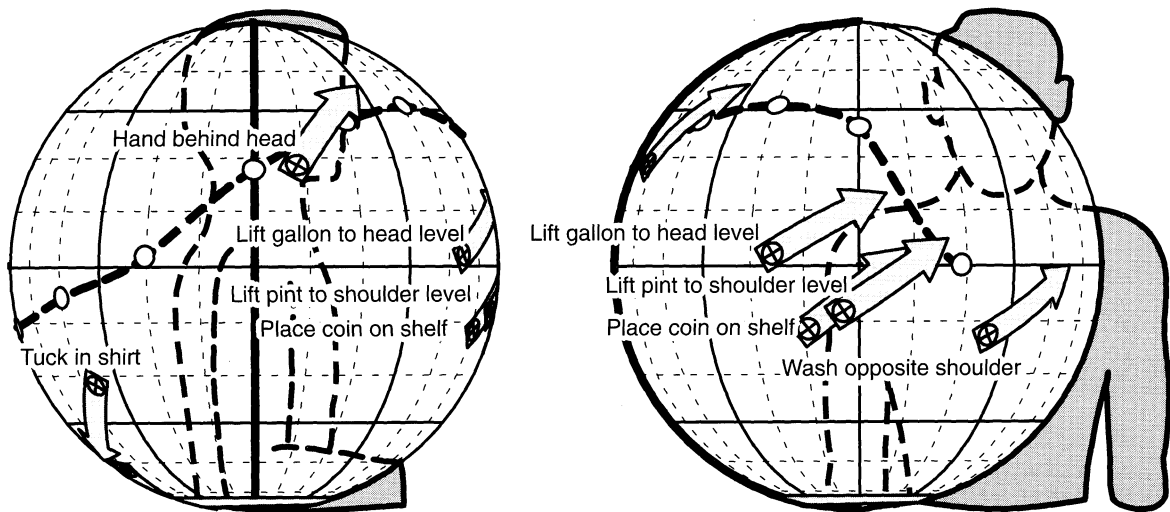 Hand behind head
Lift gallon to head level
Lift pint to shoulder level
Place coin on shelf
Tuck in shirt
Lift gallon to head level
Lift pint to shoulder level
Place coin on shelf
Wash opposite shoulder